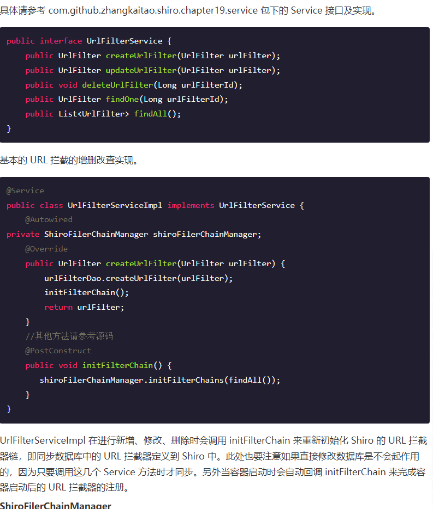 具体请参考 com.github.zhangkaitao.shiro.chapter19.service 包下的 Service 接口及实现。
public interface UrlFilterService {
public UrlFilter createUrlFilter(UrlFilter urlFilter);
public UrlFilter updateUrlFilter(UrlFilter urlFilter);
public void deleteUrlFilter(Long urlFilterId);
public UrlFilter findOne(Long urlFilterId);
public List<UrlFilter> findAll();
}
基本的 URL 拦截的增删改查实现。
@Service
public class UrlFilterServiceImpl implements UrlFilterService {
@Autowired
private ShiroFilerChainManager shiroFilerChainManager;
@Override
public UrlFilter createUrlFilter(UrlFilter urlFilter) {
urlFilterDao.createUrlFilter(urlFilter);
initFilterChain();
return urlFilter;
}
//其他方法请参考源码
@PostConstruct
public void initFilterChain() {
shiroFilerChainManager.initFilterChains(findAll());
}
}
UrlFilterServiceImpl 在进行新增、修改、删除时会调用 initFilterChain 来重新初始化 Shiro 的 URL 拦截
器链，即同步数据库中的 URL 拦截器定义到 Shiro 中。此处也要注意如果直接修改数据库是不会起作用
的，因为只要调用这几个 Service 方法时才同步。另外当容器启动时会自动回调 initFilterChain 来完成容
器启动后的 URL 拦截器的注册。
ShiroFilerChainManager